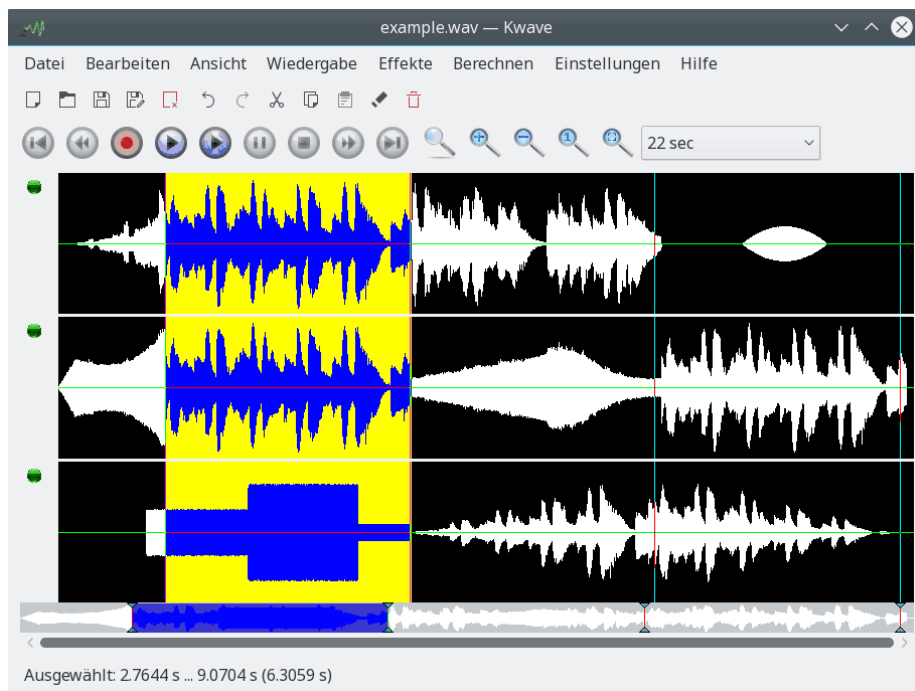 example.wav — Kwave
Datei Bearbeiten Ansicht Wiedergabe Effekte Berechnen Einstellungen Hilfe
1
22 sec
Ausgewählt: 2.7644 s ... 9.0704 s (6.3059 s)